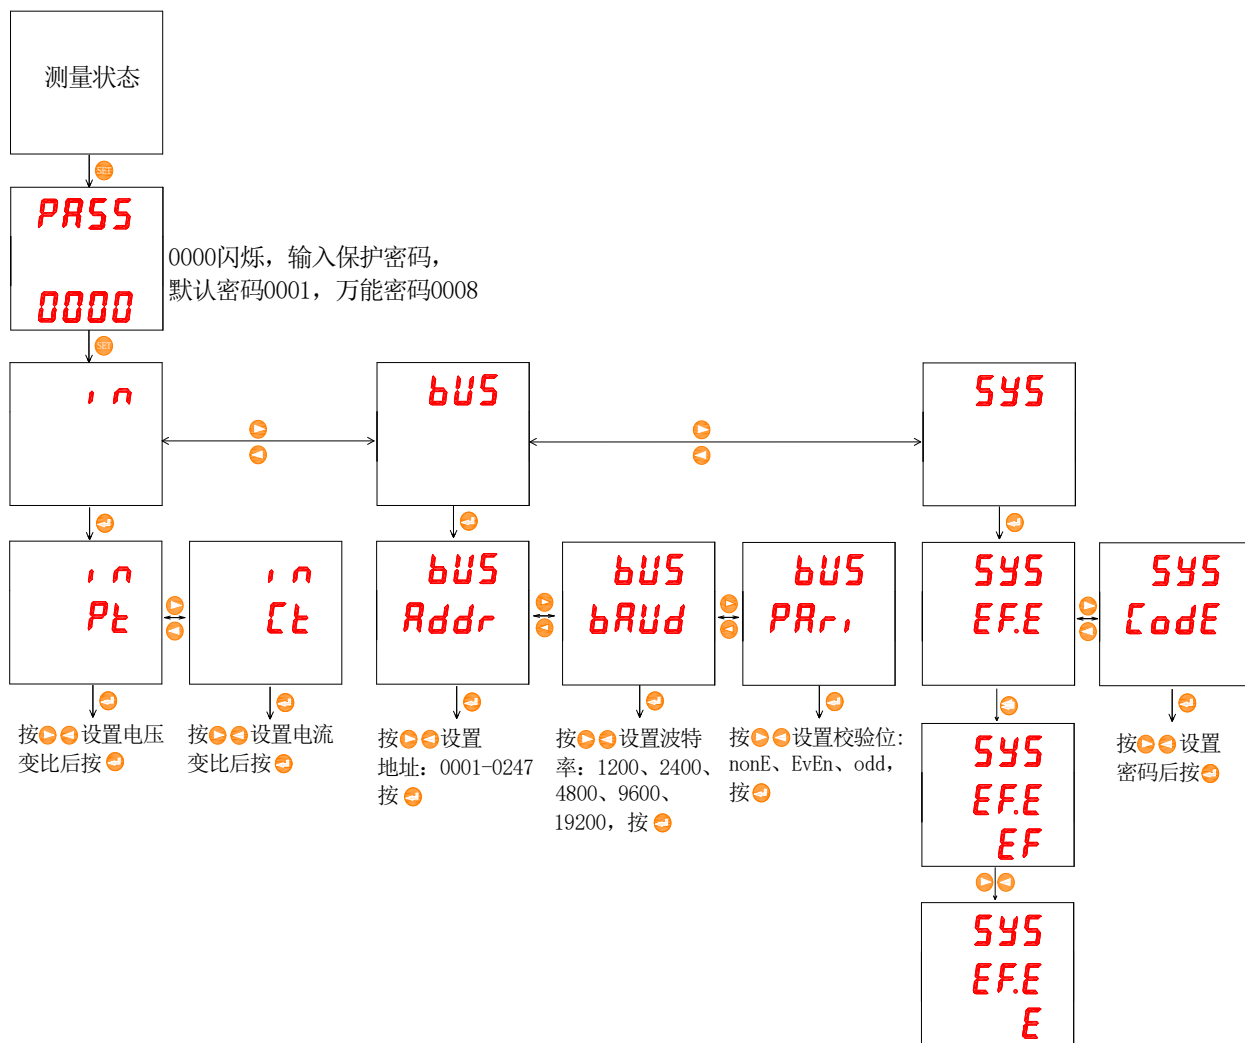 测量状态
SET
PASS
0000闪烁，输入保护密码，
默认密码0001，万能密码0008
0000
SET
in
bUS
SYS
in
Pt
in
Ct
bUS
Addr
bUS
bAUd
bUS
PAri
SYS
EF.E
SYS
CodE
按设置电压
变比后按
按设置电流
变比后按
按设置
地址：0001-0247
按
按设置波特
率：1200、2400、
4800、9600、
19200，按
按设置校验位：
nonE、EvEn、odd，
按
按设置
密码后按
SYS
EF.E
EF
SYS
EF.E
E